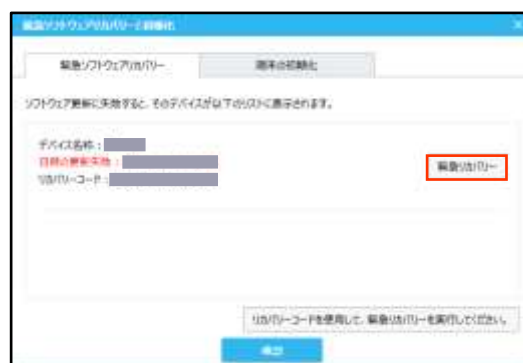 緊急ソフトウェアリカバリーと初期化
緊急ソフトウェアリカバリー
端末の初期化
ソフトウェア更新に失敗すると、そのデバイスが以下のリストに表示されます。
デバイス名称：
日時の更新失敗：
リカバリーコード：
緊急リカバリー
リカバリーコードを使用して、緊急リカバリーを実行してください。